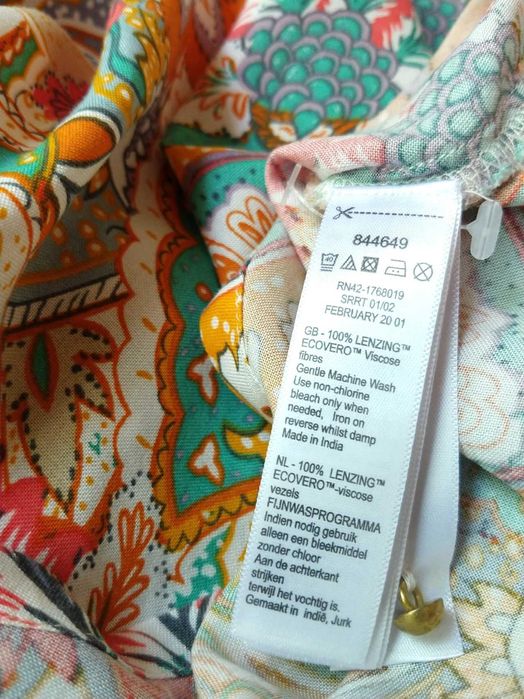 844649
RN42-1768019
SRRT 01/02
FEBRUARY 20 01
GB - 100% LENZING™
ECOVERO™ Viscose
fibres
Gentle Machine Wash
Use non-chlorine
bleach only when
needed, Iron on
reverse whilst damp
Made in India
NL - 100% LENZING™
ECOVERO™-viscose
vezels
FIJNWASPROGRAMMA
Indien nodig gebruik
alleen een bleekmiddel
zonder chloor
Aan de achterkant
strijken
terwijl het vochtig is.
Gemaakt in indië, Jurk